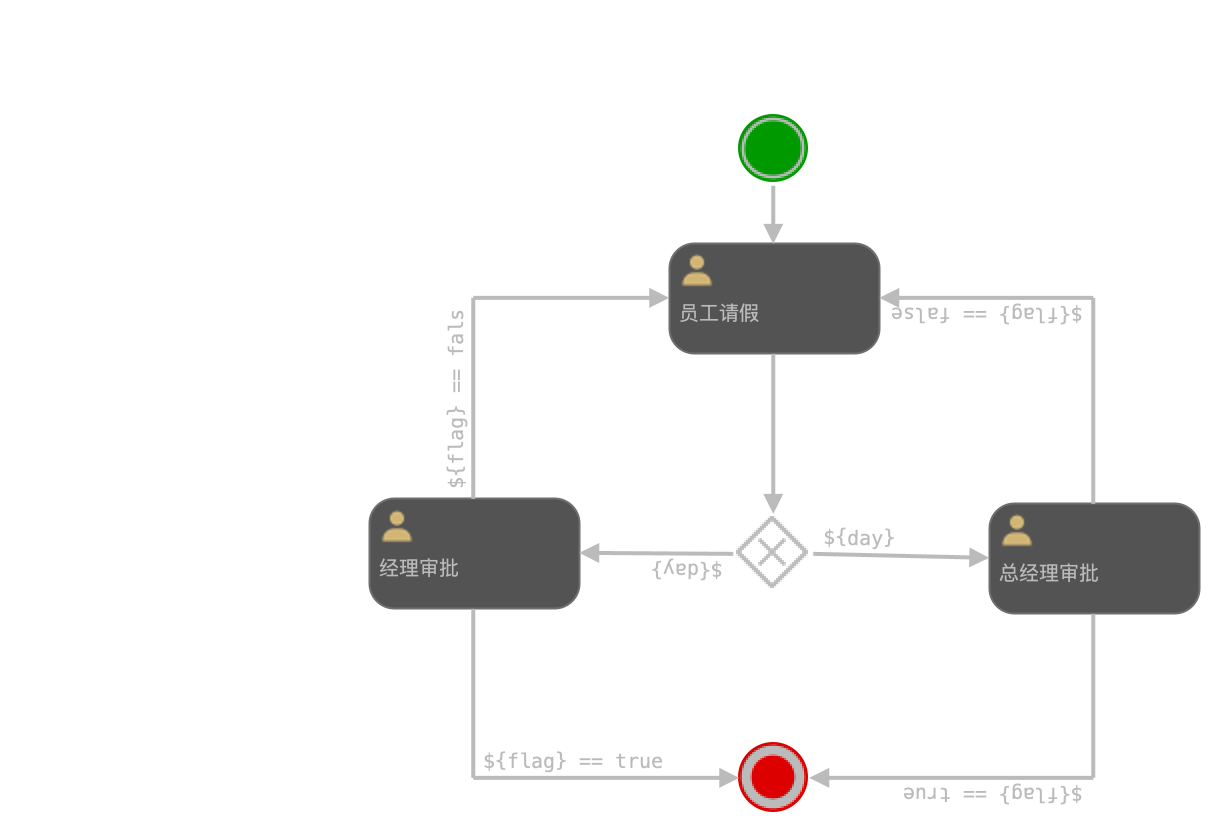 员工请假
${flag} == false
${flag} == fals
${day}
经理审批
${day}
总经理审批
${flag} == true
${flag} == true